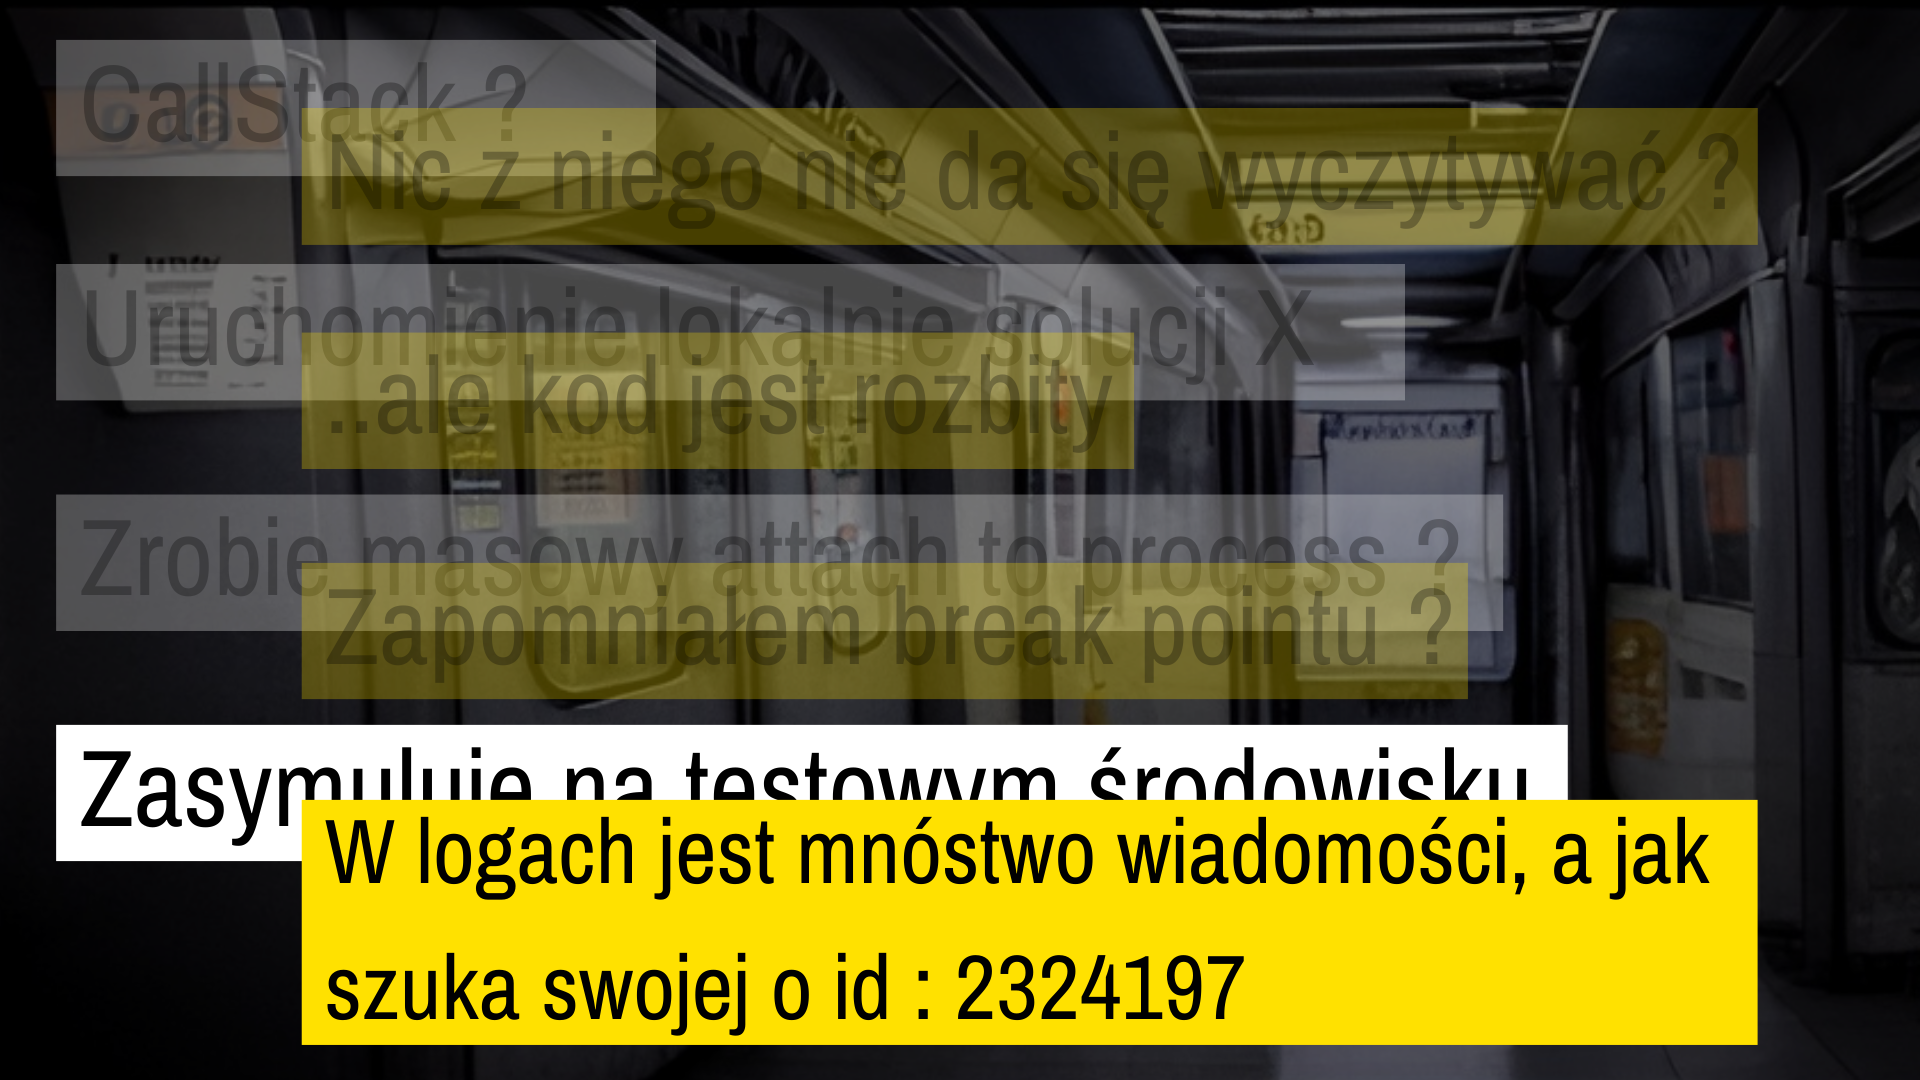 CallStack ?
Nic z niego nie da się wyczytywać ?
Uruchomienie lokalnie solucji X
..ale kod jest rozbity
Zrobie masowy attach to process ?
Zapomniałem break pointu ?
Zasymuluje na testowym środowisku
W logach jest mnóstwo wiadomości, a jak
szuka swojej o id : 2324197